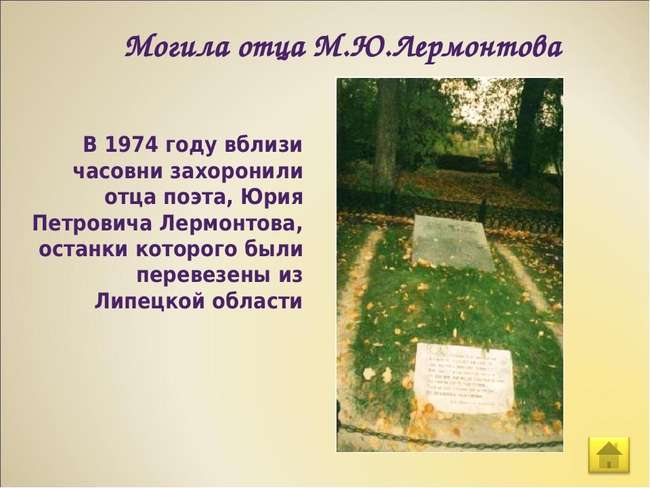 Могила отца М.Ю.Лермонтова
В 1974 году вблизи
часовни захоронили
отца поэта, Юрия
Петровича Лермонтова,
останки которого были
перевезены из
Липецкой области